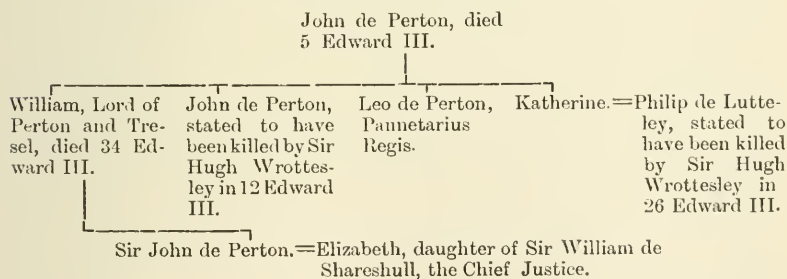 John de Perton, died
5 Edward III.
William, Lord of
Perton and Tre-
sel, died 34 Ed-
ward III.
John de Perton,
stated to have
been killed by Sir
Hugh Wrottes-
ley in 12 Edward
III.
Leo de Perton,
Pannetarius
Regis.
Katherine.=Philip de Lutte-
ley, stated to
have been killed
by Sir Hugh
Wrottesley in
26 Edward III.
Sir John de Perton.=Elizabeth, daughter of Sir William de
Shareshull, the Chief Justice.